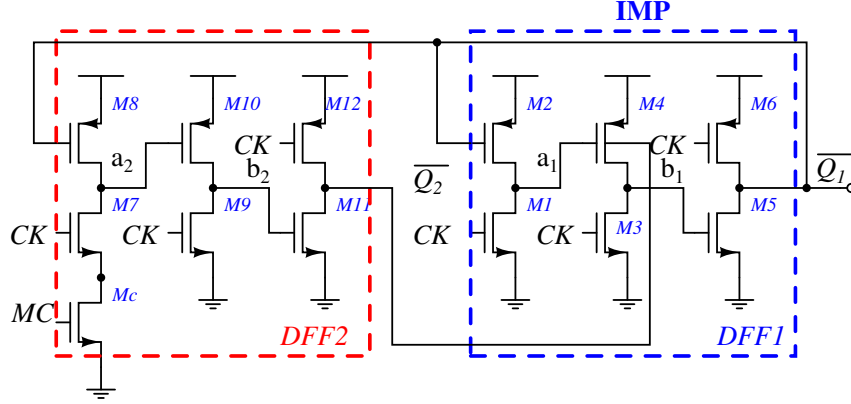 IMP
M8 M10 M12 M2 M4 M6
CK CK
a2 b2 Q2 a1 b1 Q1
M7 M9 M11 M1 M3 M5
CK CK CK CK
MC Mc
DFF2 DFF1